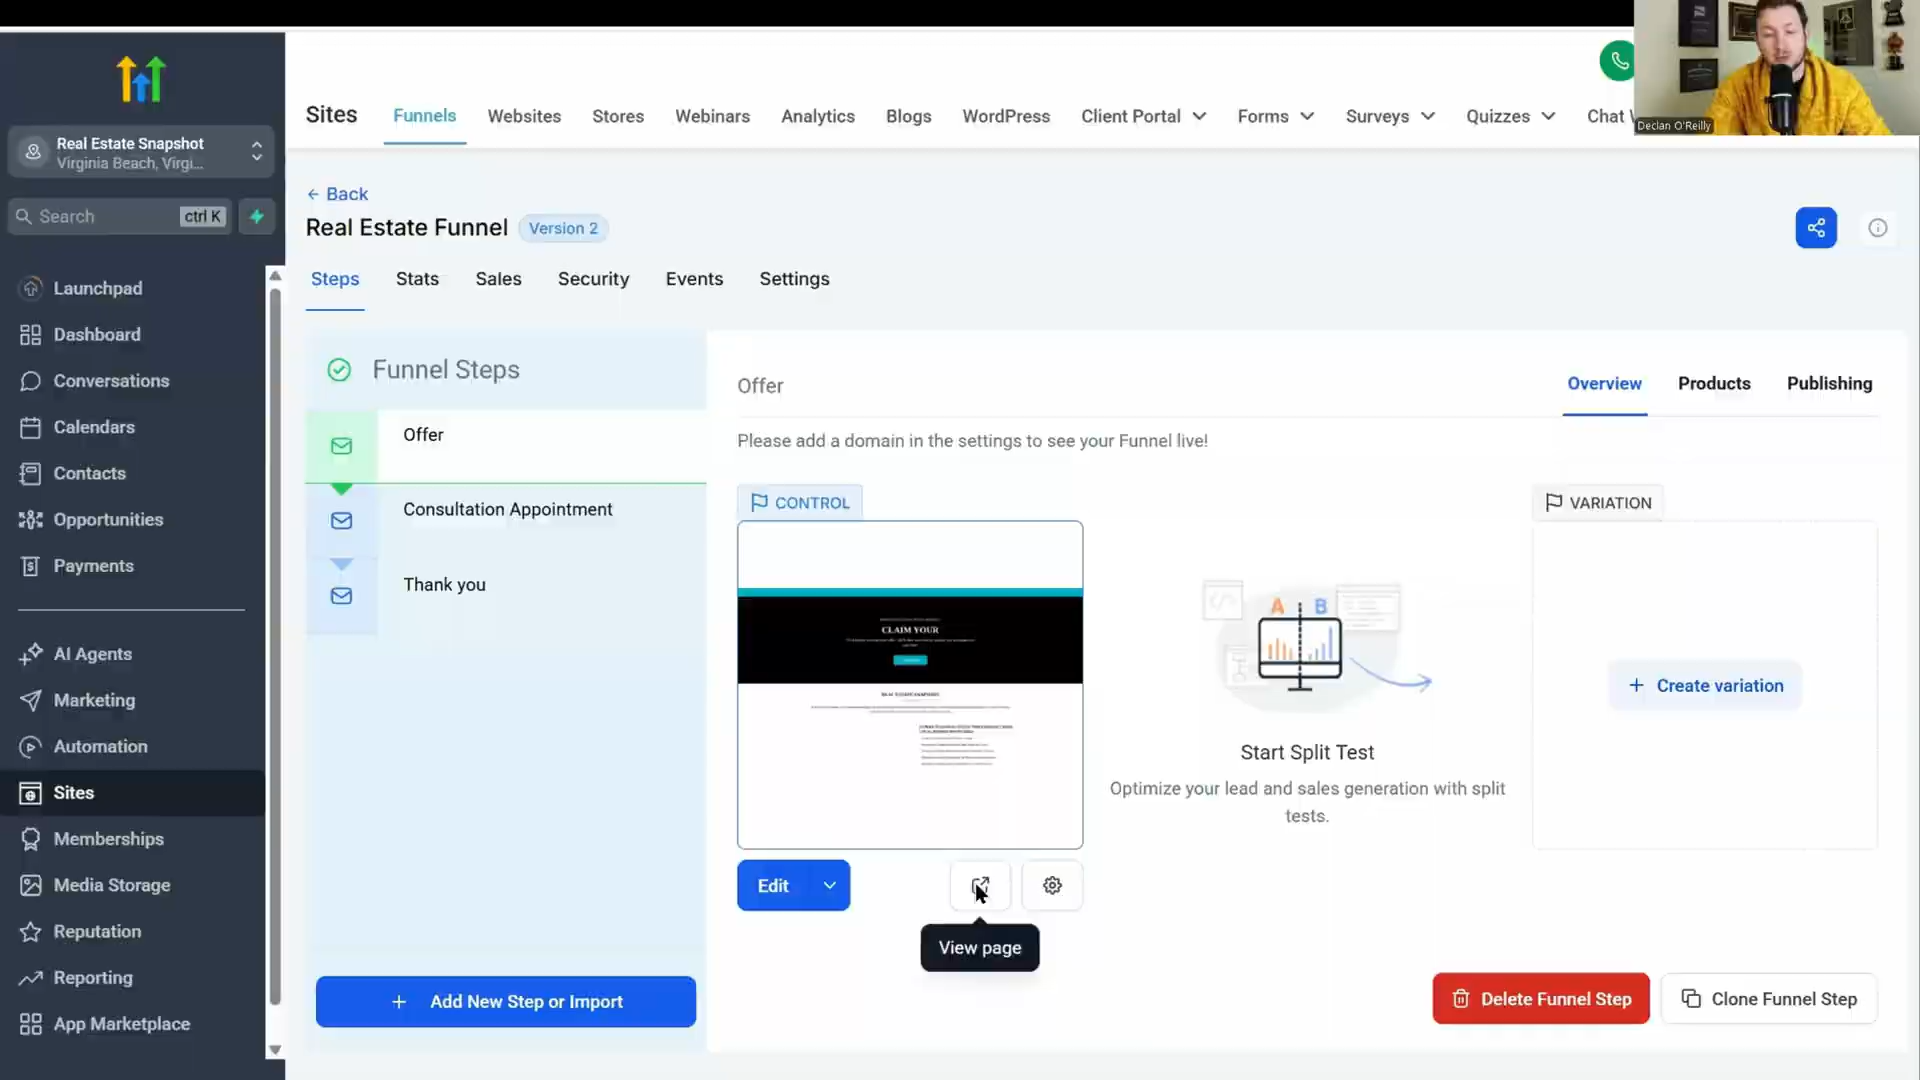 Real Estate Snapshot
Virginia Beach, Virgi...
Search
ctrl K
Launchpad
Dashboard
Conversations
Calendars
Contacts
Opportunities
Payments
AI Agents
Marketing
Automation
Sites
Memberships
Media Storage
Reputation
Reporting
App Marketplace
Sites Funnels Websites Stores Webinars Analytics Blogs WordPress Client Portal Forms Surveys Quizzes Chat
Declan O'Reilly
← Back
Real Estate Funnel Version 2
Steps Stats Sales Security Events Settings
Funnel Steps
Offer
Consultation Appointment
Thank you
+ Add New Step or Import
Offer
Overview Products Publishing
Please add a domain in the settings to see your Funnel live!
CONTROL
CLAIM YOUR
REAL ESTATE SNAPSHOT
Edit
View page
A B
Start Split Test
Optimize your lead and sales generation with split
tests.
VARIATION
+ Create variation
Delete Funnel Step
Clone Funnel Step